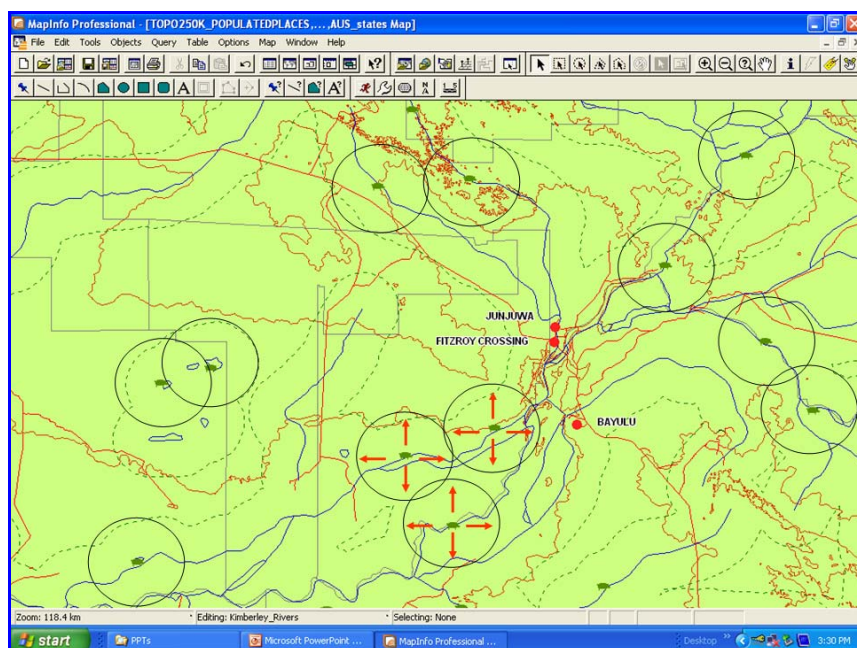 MapInfo Professional - [TOPO250K_POPULATEDPLACES,...,AUS_states Map]
File Edit Tools Objects Query Table Options Map Window Help
JUNJUWA
FITZROY CROSSING
BAYULU
Zoom: 118.4 km
Editing: Kimberley_Rivers
Selecting: None
start
PPTs
Microsoft PowerPoint ...
MapInfo Professional ...
Desktop
3:30 PM